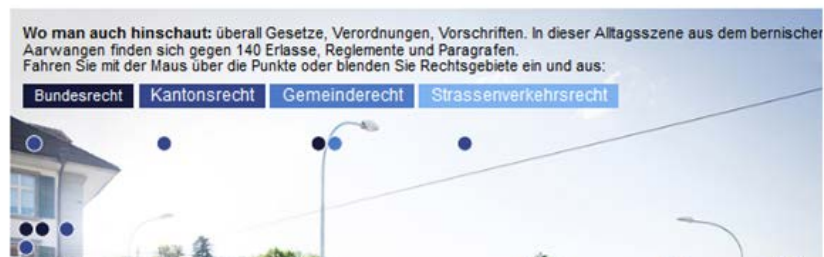 Wo man auch hinschaut: überall Gesetze, Verordnungen, Vorschriften. In dieser Alltagsszene aus dem bernischen
Aarwangen finden sich gegen 140 Erlasse, Reglemente und Paragrafen.
Fahren Sie mit der Maus über die Punkte oder blenden Sie Rechtsgebiete ein und aus:
Bundesrecht Kantonsrecht Gemeinderecht Strassenverkehrsrecht